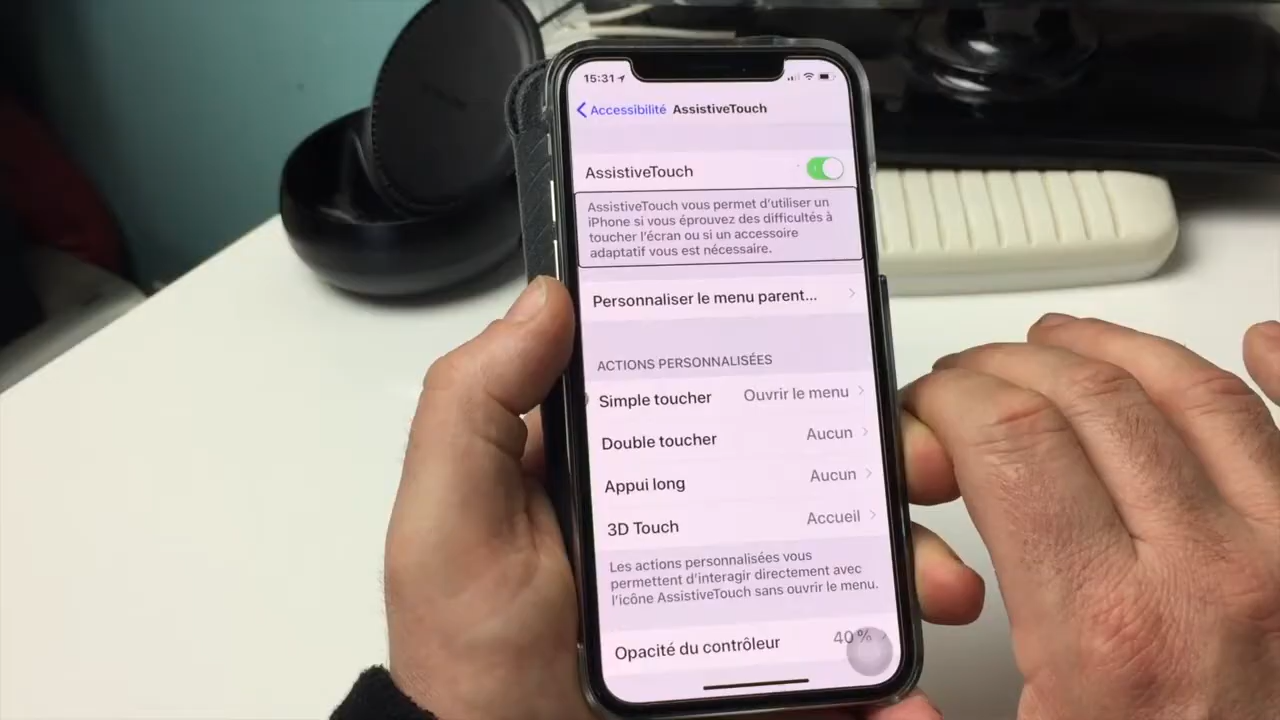 15:31
Accessibilité AssistiveTouch
AssistiveTouch
AssistiveTouch vous permet d'utiliser un
iPhone si vous éprouvez des difficultés à
toucher l'écran ou si un accessoire
adaptatif vous est nécessaire.
Personnaliser le menu parent...
ACTIONS PERSONNALISÉES
Simple toucher Ouvrir le menu
Double toucher Aucun
Appui long Aucun
3D Touch Accueil
Les actions personnalisées vous
permettent d'interagir directement avec
l'icône AssistiveTouch sans ouvrir le menu.
Opacité du contrôleur 40 %